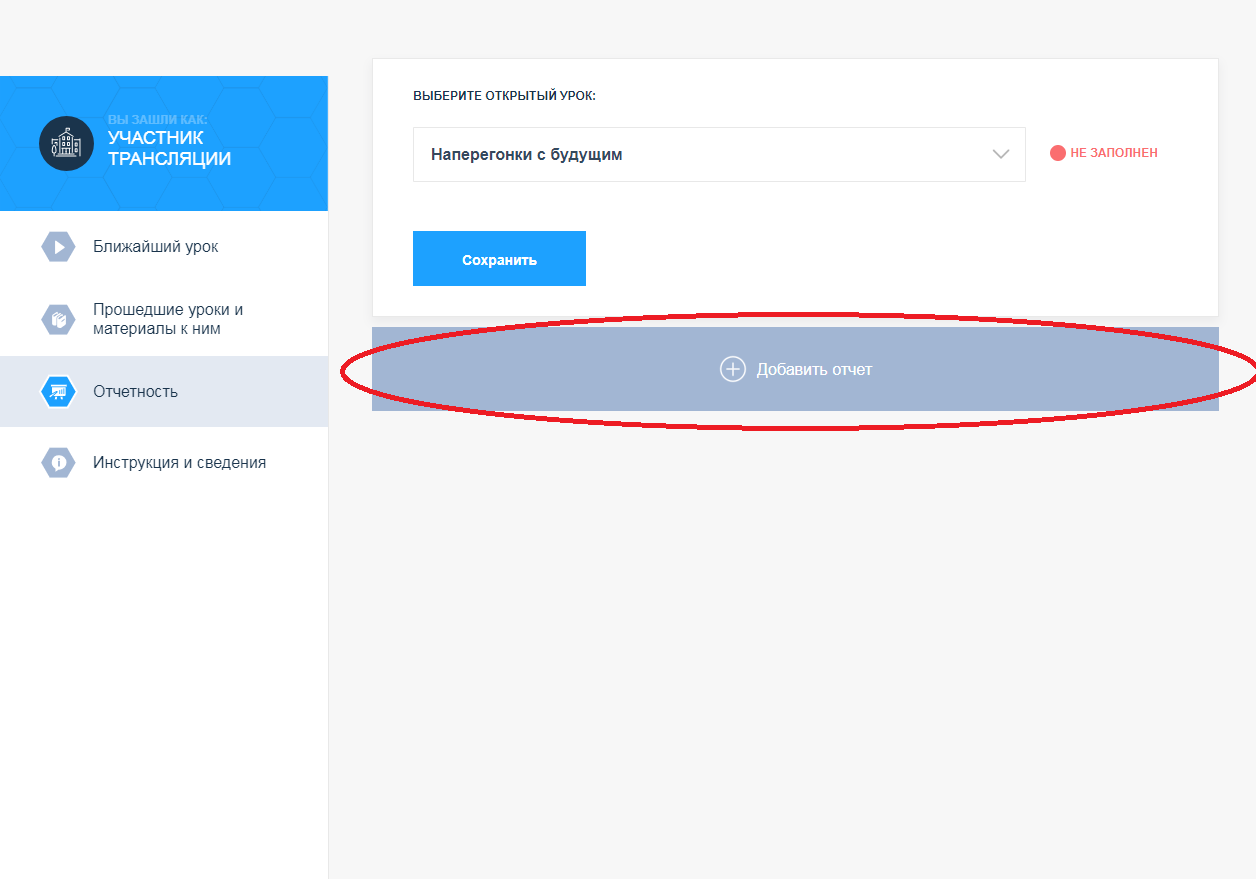 ВЫ ЗАШЛИ КАК:
УЧАСТНИК
ТРАНСЛЯЦИИ
Ближайший урок
Прошедшие уроки и
материалы к ним
Отчетность
Инструкция и сведения
ВЫБЕРИТЕ ОТКРЫТЫЙ УРОК:
Наперегонки с будущим
НЕ ЗАПОЛНЕН
Сохранить
Добавить отчет